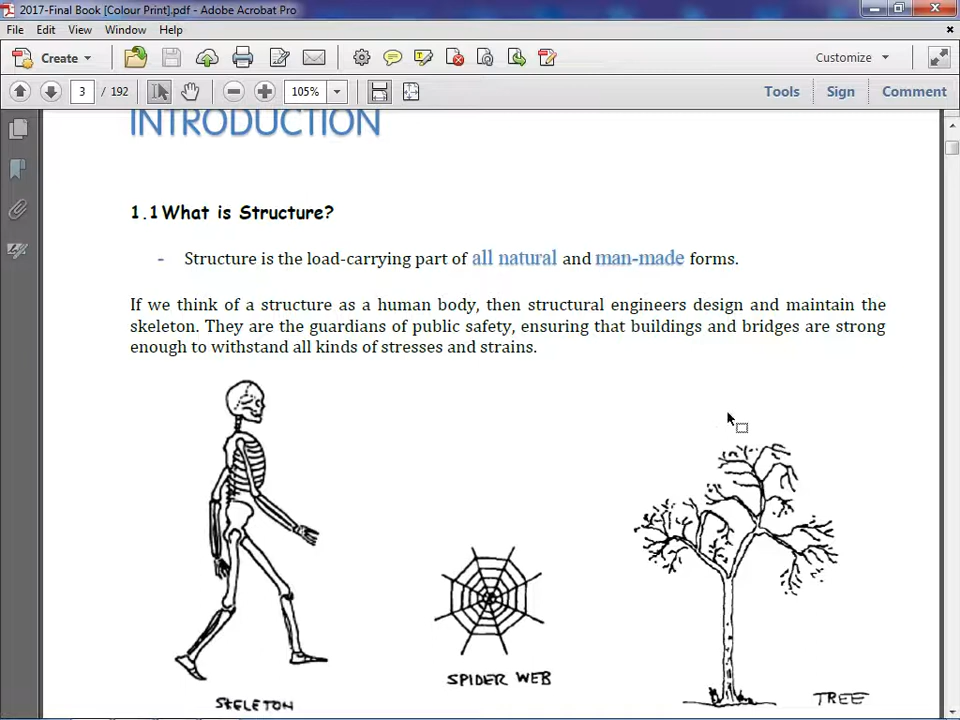 2017-Final Book [Colour Print].pdf - Adobe Acrobat Pro
File Edit View Window Help
Create Customize
3 / 192 105% Tools Sign Comment
INTRODUCTION
1.1What is Structure?
- Structure is the load-carrying part of all natural and man-made forms.
If we think of a structure as a human body, then structural engineers design and maintain the
skeleton. They are the guardians of public safety, ensuring that buildings and bridges are strong
enough to withstand all kinds of stresses and strains.
SPIDER WEB
TREE
SKELETON